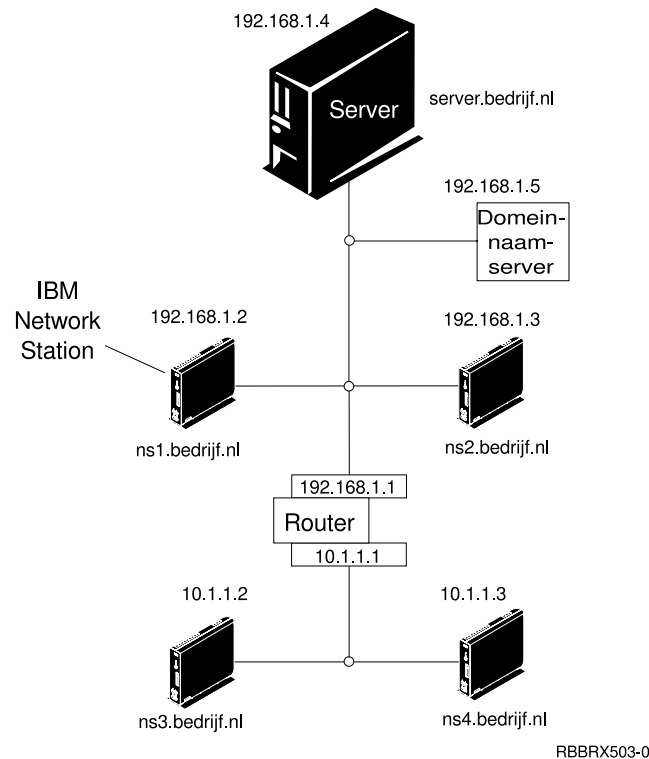 192.168.1.4
Server
server.bedrijf.nl
192.168.1.5
Domein-
naam-
server
IBM
Network
Station
192.168.1.2
192.168.1.3
ns1.bedrijf.nl
ns2.bedrijf.nl
192.168.1.1
Router
10.1.1.1
10.1.1.2
10.1.1.3
ns3.bedrijf.nl
ns4.bedrijf.nl
RBBRX503-0